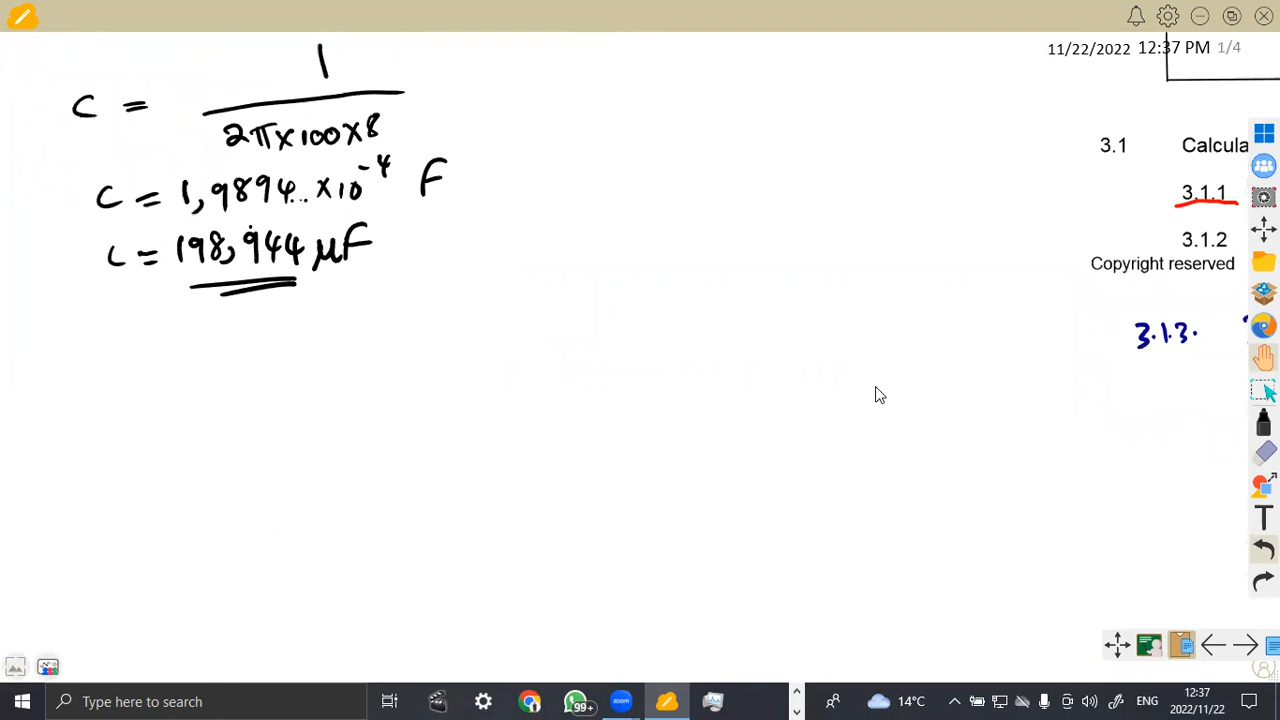 11/22/2022 12:37 PM 1/4
C = 1
2π×100×8
C = 1,9894..×10⁻⁴ F
C = 198,944 μF
3.1 Calcula
3.1.1
3.1.2
Copyright reserved
3.1.3.
T
Type here to search
99+
14°C
ENG
12:37
2022/11/22